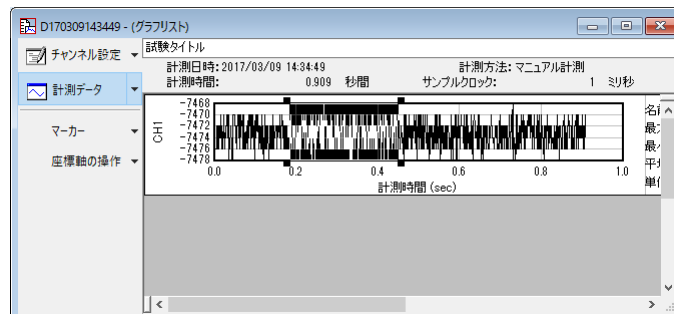 D170309143449 - (グラフリスト)
チャンネル設定
計測データ
マーカー
座標軸の操作
試験タイトル
計測日時: 2017/03/09 14:34:49 計測方法: マニュアル計測
計測時間: 0.909 秒間 サンプルクロック: 1 ミリ秒
CH1
-7468
-7470
-7472
-7474
-7476
-7478
0.0 0.2 0.4 0.6 0.8 1.0
計測時間 (sec)
名前
最
最
平
単